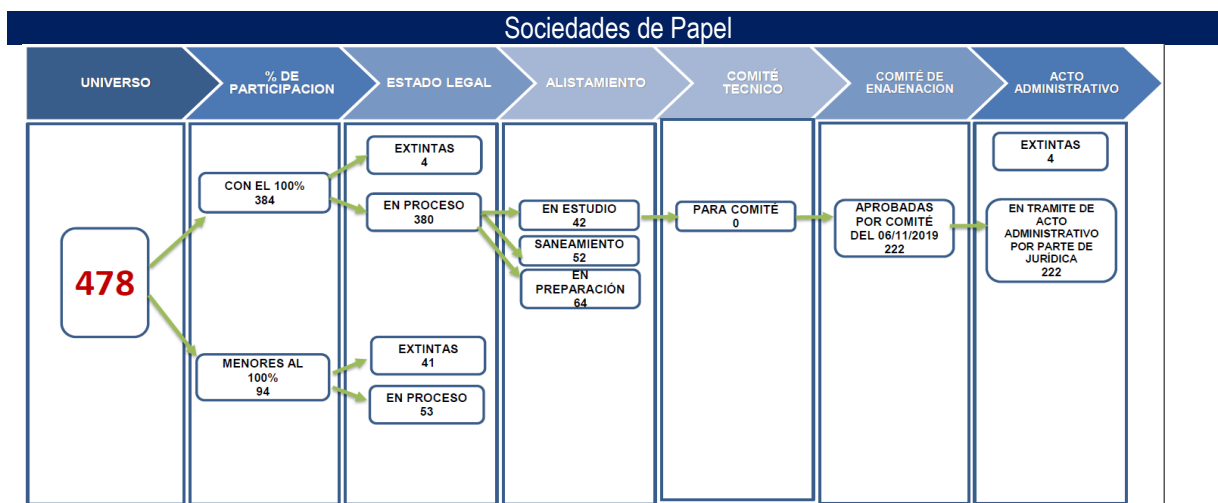 Sociedades de Papel
UNIVERSO
% DE
PARTICIPACION
ESTADO LEGAL
ALISTAMIENTO
COMITÉ
TECNICO
COMITÉ DE
ENAJENACION
ACTO
ADMINISTRATIVO
478
CON EL 100%
384
MENORES AL
100%
94
EXTINTAS
4
EN PROCESO
380
EXTINTAS
41
EN PROCESO
53
EN ESTUDIO
42
SANEAMIENTO
52
EN
PREPARACIÓN
64
PARA COMITÉ
0
APROBADAS
POR COMITÉ
DEL 06/11/2019
222
EXTINTAS
4
EN TRAMITE DE
ACTO
ADMINISTRATIVO
POR PARTE DE
JURÍDICA
222